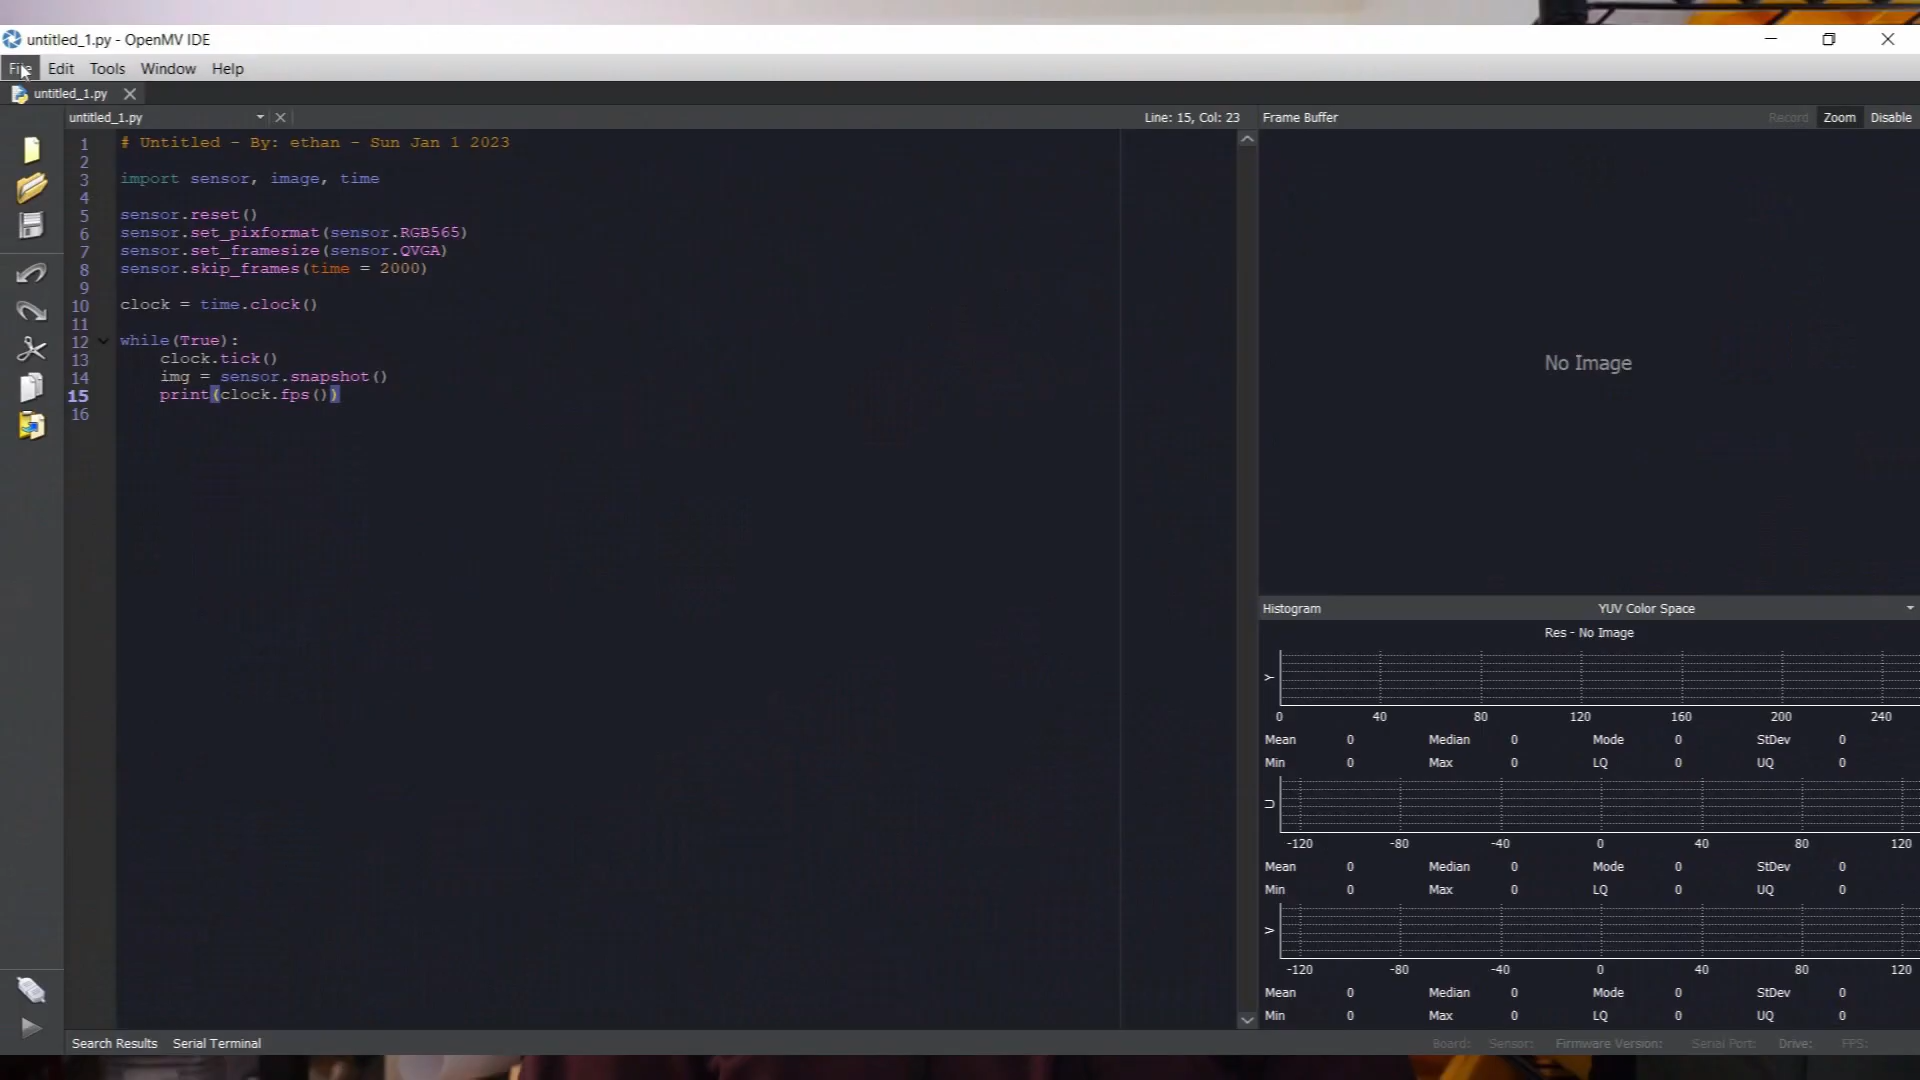 untitled_1.py - OpenMV IDE
File Edit Tools Window Help
untitled_1.py
untitled_1.py Line: 15, Col: 23 Frame Buffer Record Zoom Disable
1 # Untitled - By: ethan - Sun Jan 1 2023
2
3 import sensor, image, time
4
5 sensor.reset()
6 sensor.set_pixformat(sensor.RGB565)
7 sensor.set_framesize(sensor.QVGA)
8 sensor.skip_frames(time = 2000)
9
10 clock = time.clock()
11
12 while(True):
13 clock.tick()
14 img = sensor.snapshot()
15 print(clock.fps())
16
No Image
Histogram YUV Color Space
Res - No Image
Y
0 40 80 120 160 200 240
Mean 0 Median 0 Mode 0 StDev 0
Min 0 Max 0 LQ 0 UQ 0
U
-120 -80 -40 0 40 80 120
Mean 0 Median 0 Mode 0 StDev 0
Min 0 Max 0 LQ 0 UQ 0
V
-120 -80 -40 0 40 80 120
Mean 0 Median 0 Mode 0 StDev 0
Min 0 Max 0 LQ 0 UQ 0
Search Results Serial Terminal Board: Sensor: Firmware Version: Serial Port: Drive: FPS: